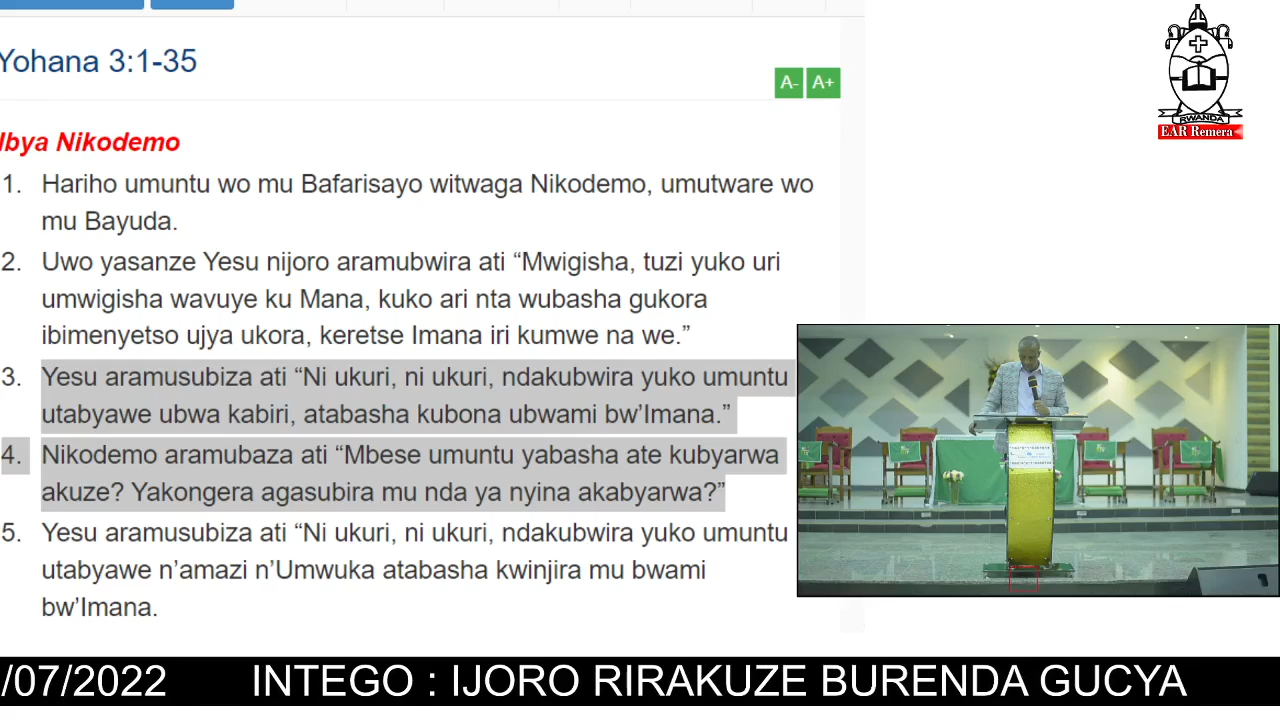 Yohana 3:1-35
A- A+
Ibya Nikodemo
1. Hariho umuntu wo mu Bafarisayo witwaga Nikodemo, umutware wo
mu Bayuda.
2. Uwo yasanze Yesu nijoro aramubwira ati “Mwigisha, tuzi yuko uri
umwigisha wavuye ku Mana, kuko ari nta wubasha gukora
ibimenyetso ujya ukora, keretse Imana iri kumwe na we.”
3. Yesu aramusubiza ati “Ni ukuri, ni ukuri, ndakubwira yuko umuntu
utabyawe ubwa kabiri, atabasha kubona ubwami bw’Imana.”
4. Nikodemo aramubaza ati “Mbese umuntu yabasha ate kubyarwa
akuze? Yakongera agasubira mu nda ya nyina akabyarwa?”
5. Yesu aramusubiza ati “Ni ukuri, ni ukuri, ndakubwira yuko umuntu
utabyawe n’amazi n’Umwuka atabasha kwinjira mu bwami
bw’Imana.
RWANDA
EAR Remera
/07/2022 INTEGO : IJORO RIRAKUZE BURENDA GUCYA